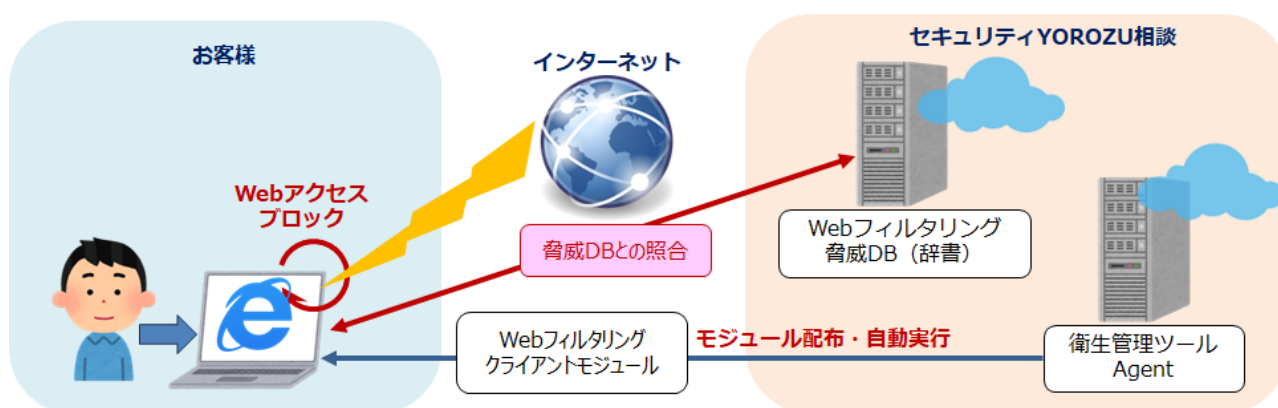 お客様
インターネット
セキュリティYOROZU相談
Webアクセス
ブロック
脅威DBとの照合
Webフィルタリング
脅威DB（辞書）
Webフィルタリング
クライアントモジュール
モジュール配布・自動実行
衛生管理ツール
Agent